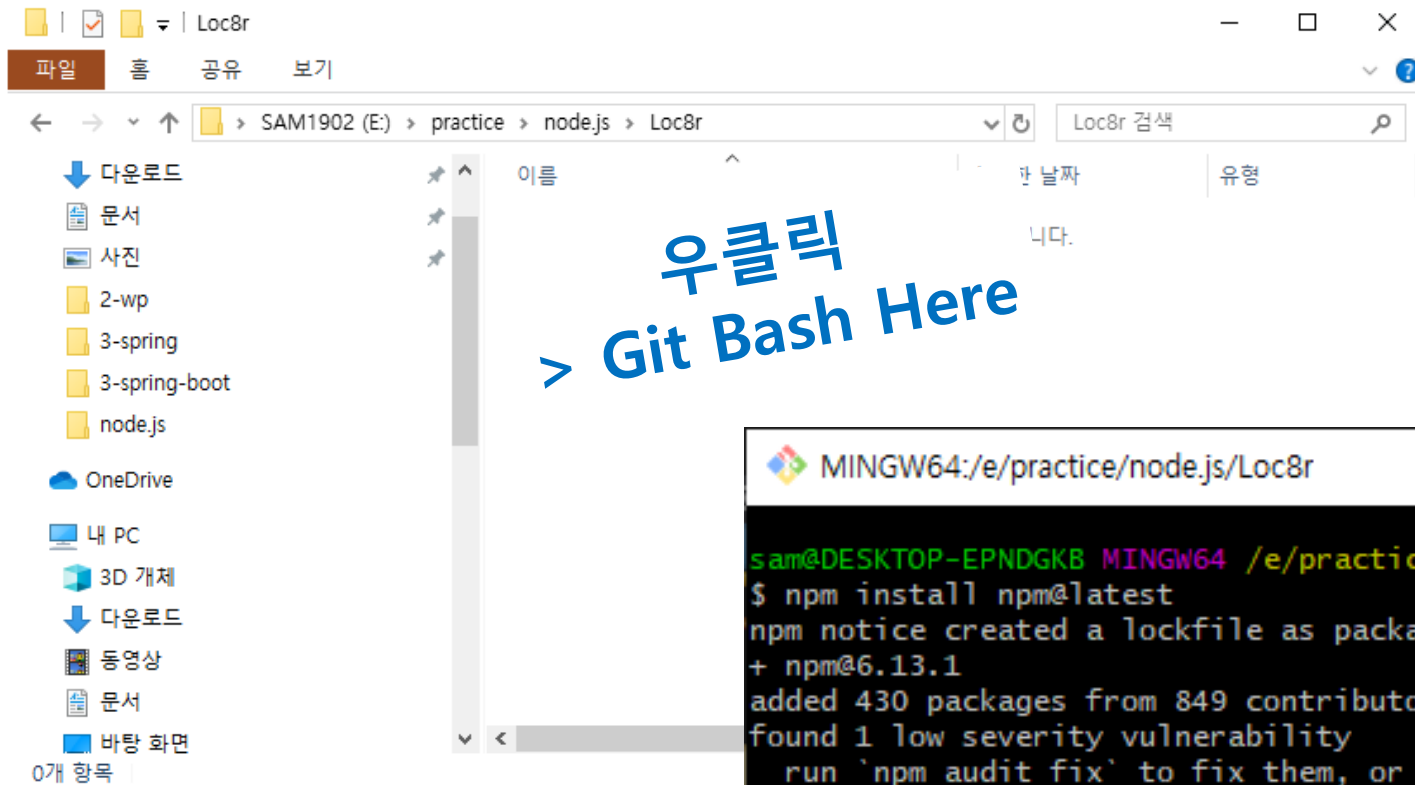 Loc8r
파일 홈 공유 보기
SAM1902 (E:) > practice > node.js > Loc8r
Loc8r 검색
이름
한 날짜
유형
니다.
다운로드
문서
사진
2-wp
3-spring
3-spring-boot
node.js
OneDrive
내 PC
3D 개체
다운로드
동영상
문서
바탕 화면
0개 항목
우클릭
> Git Bash Here
MINGW64:/e/practice/node.js/Loc8r
sam@DESKTOP-EPNDGKB MINGW64 /e/practic
$ npm install npm@latest
npm notice created a lockfile as packa
+ npm@6.13.1
added 430 packages from 849 contributo
found 1 low severity vulnerability
run `npm audit fix` to fix them, or